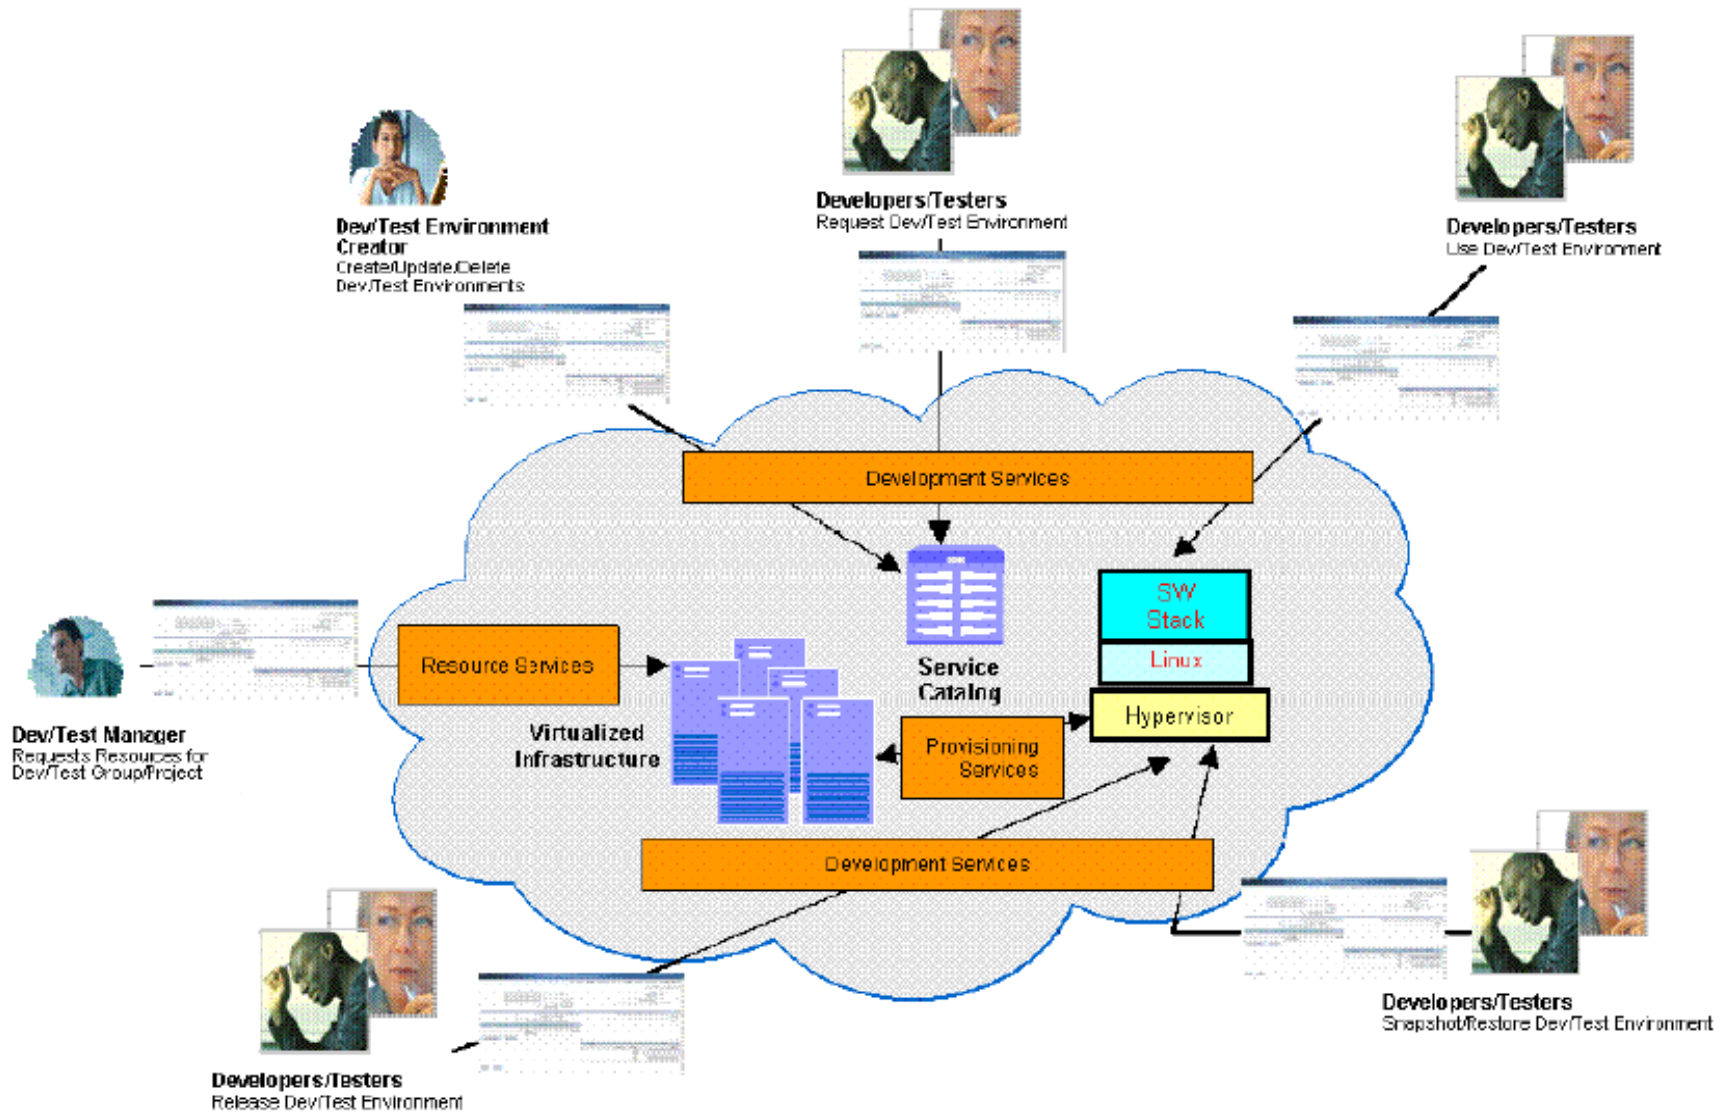 Developers/Testers
Request Dev/Test Environment
Developers/Testers
Use Dev/Test Environment
Dev/Test Environment
Creator
Create/Update/Delete
Dev/Test Environments
Development Services
SW
Stack
Linux
Hypervisor
Service
Catalog
Resource Services
Virtualized
Infrastructure
Provisioning
Services
Dev/Test Manager
Requests Resources for
Dev/Test Group/Project
Development Services
Developers/Testers
Snapshot/Restore Dev/Test Environment
Developers/Testers
Release Dev/Test Environment